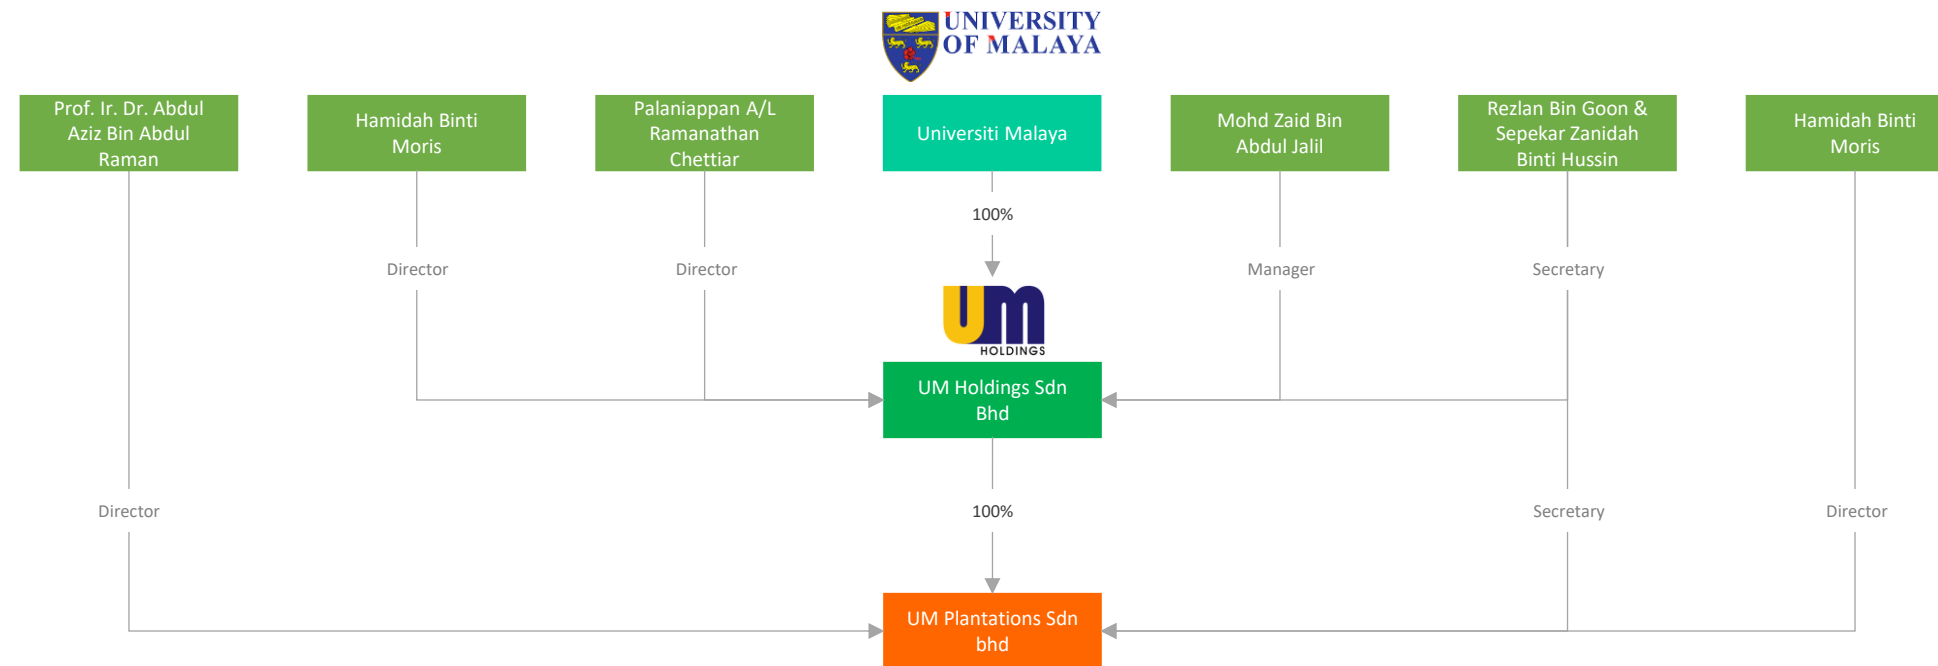 UNIVERSITY
OF MALAYA
Prof. Ir. Dr. Abdul
Aziz Bin Abdul
Raman
Hamidah Binti
Moris
Palaniappan A/L
Ramanathan
Chettiar
Universiti Malaya
Mohd Zaid Bin
Abdul Jalil
Rezlan Bin Goon &
Sepekar Zanidah
Binti Hussin
Hamidah Binti
Moris
100%
Director
Director
Manager
Secretary
um
HOLDINGS
UM Holdings Sdn
Bhd
Director
100%
Secretary
Director
UM Plantations Sdn
bhd